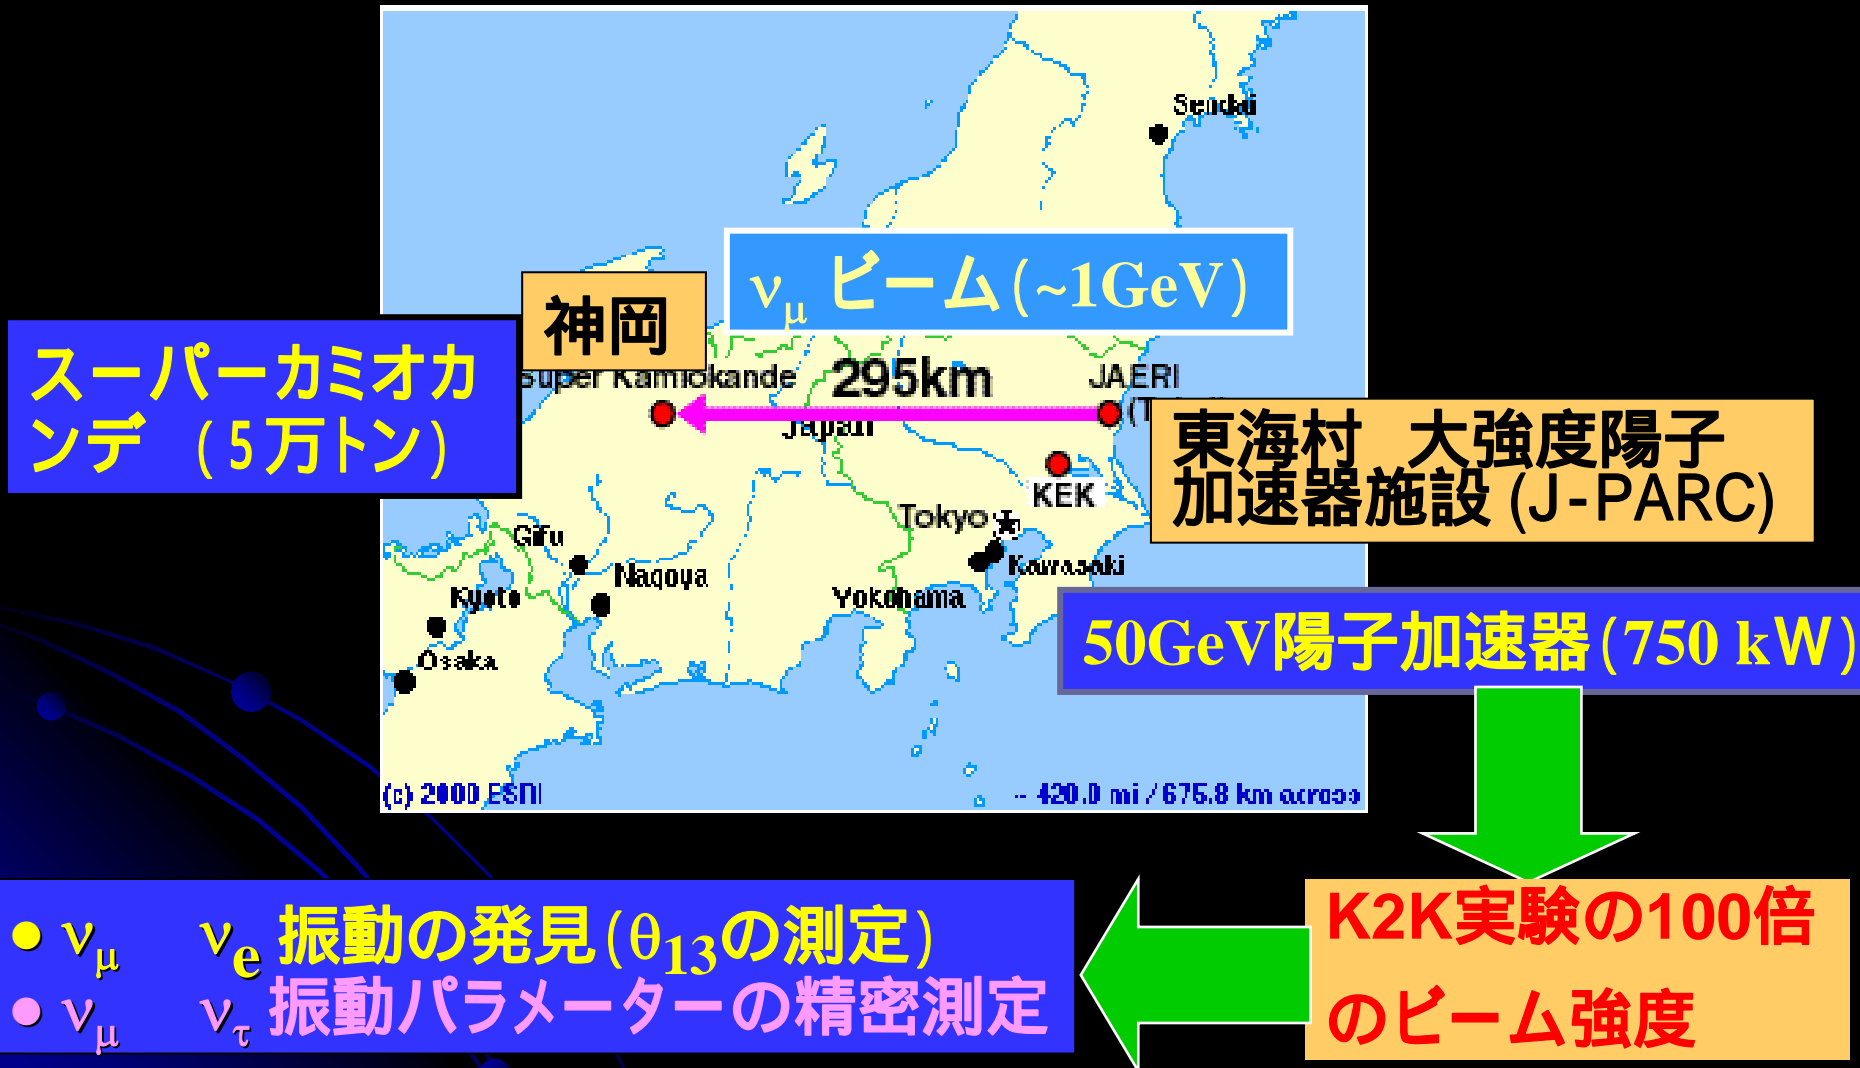 Sendai
νμ ビーム(~1GeV)
神岡
スーパーカミオカ
ンデ (5万トン)
Super Kamiokande
295km
JAERI
Japan
東海村 大強度陽子
加速器施設(J-PARC)
KEK
Tokyo
Gifu
Kawasaki
Nagoya
Kyoto
Yokohama
50GeV陽子加速器(750 kW)
Osaka
(c) 2000 ESRI
~ 420.0 mi / 675.8 km across
K2K実験の100倍
のビーム強度
● νμ νe 振動の発見(θ13の測定)
● νμ ντ 振動パラメーターの精密測定